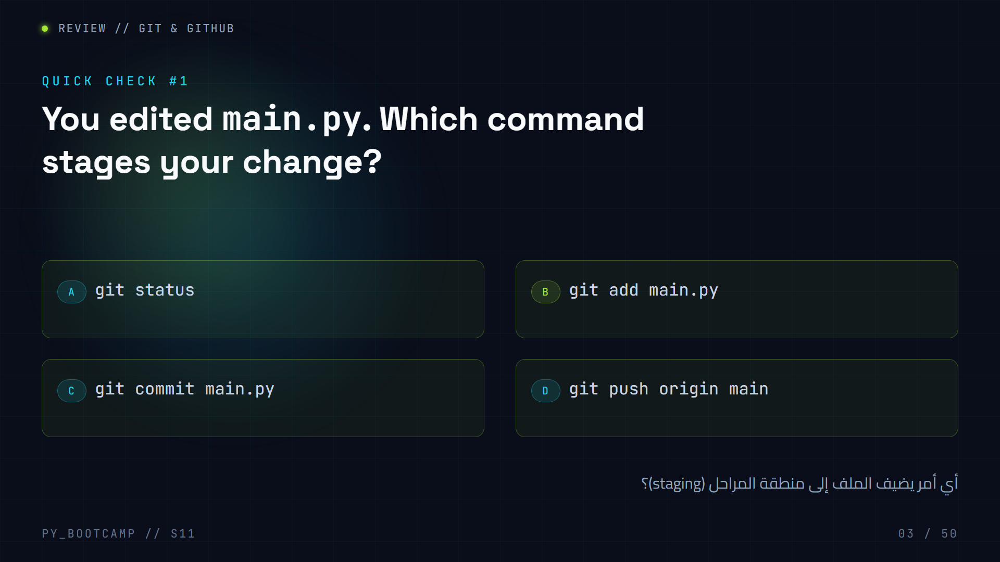 REVIEW // GIT & GITHUB
QUICK CHECK #1
You edited main.py. Which command
stages your change?
A git status
B git add main.py
C git commit main.py
D git push origin main
أي أمر يضيف الملف إلى منطقة المراحل (staging)؟
PY_BOOTCAMP // S11
03 / 50